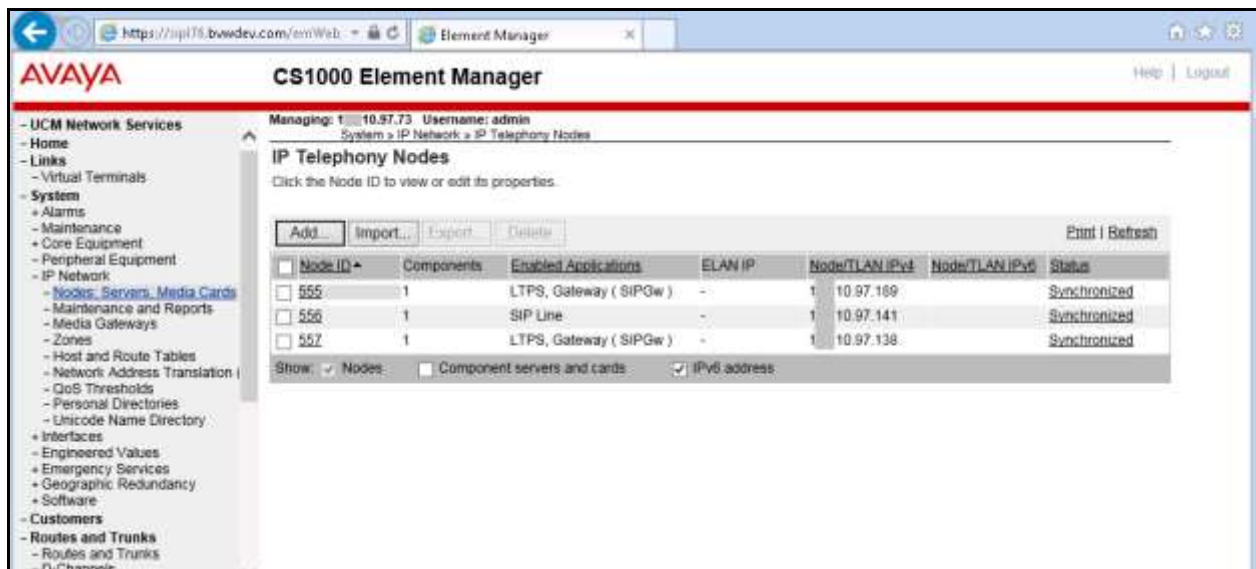 https://sipl76.bvwdev.com/emWeb Element Manager
AVAYA CS1000 Element Manager Help | Logout
Managing: 1 10.97.73 Username: admin
System » IP Network » IP Telephony Nodes
IP Telephony Nodes
Click the Node ID to view or edit its properties.
Add... Import... Export... Delete Print | Refresh
Node ID Components Enabled Applications ELAN IP Node/TLAN IPv4 Node/TLAN IPv6 Status
555 1 LTPS, Gateway ( SIPGw ) - 1 10.97.189 Synchronized
556 1 SIP Line - 1 10.97.141 Synchronized
557 1 LTPS, Gateway ( SIPGw ) - 1 10.97.138 Synchronized
Show: Nodes Component servers and cards IPv6 address
- UCM Network Services
- Home
- Links
- Virtual Terminals
- System
+ Alarms
- Maintenance
+ Core Equipment
- Peripheral Equipment
- IP Network
- Nodes: Servers, Media Cards
- Maintenance and Reports
- Media Gateways
- Zones
- Host and Route Tables
- Network Address Translation (
- QoS Thresholds
- Personal Directories
- Unicode Name Directory
+ Interfaces
- Engineered Values
+ Emergency Services
+ Geographic Redundancy
+ Software
- Customers
- Routes and Trunks
- Routes and Trunks
- D-Channels